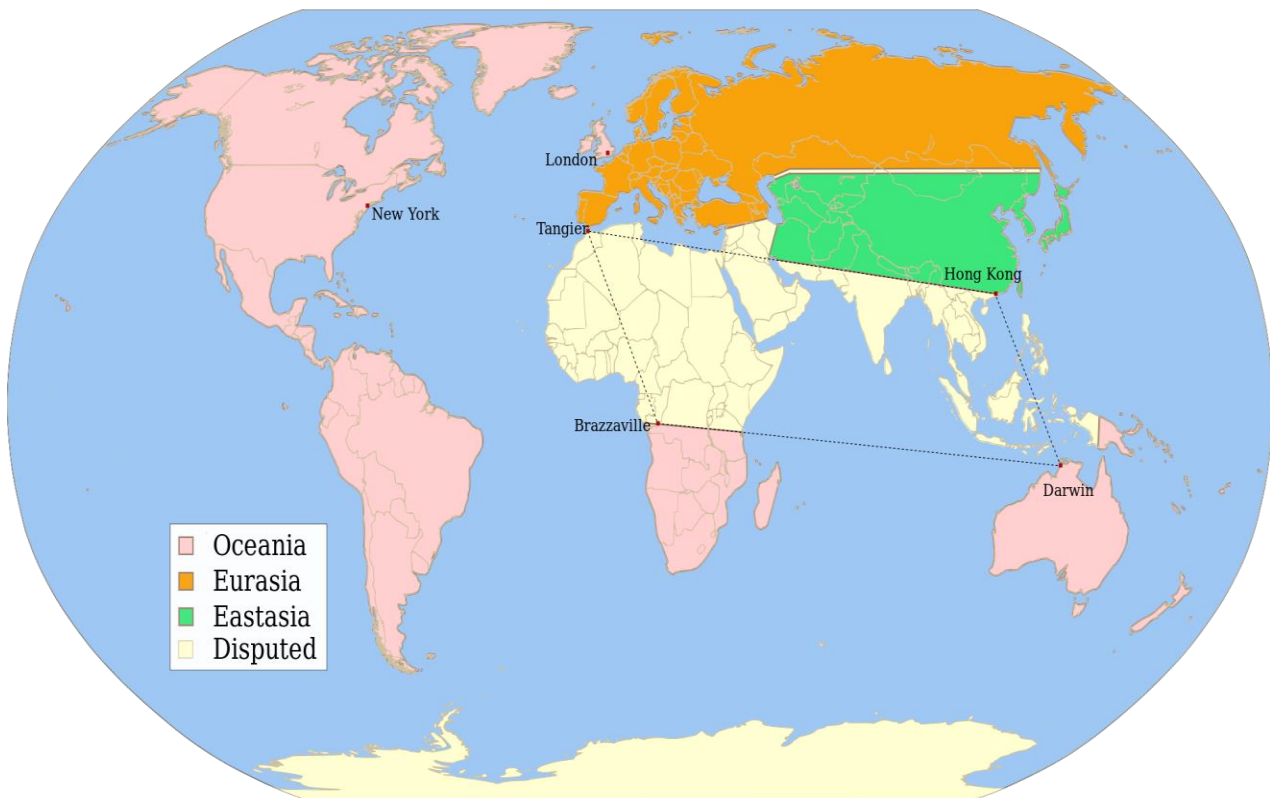 London
New York
Tangier
Hong Kong
Brazzaville
Darwin
Oceania
Eurasia
Eastasia
Disputed